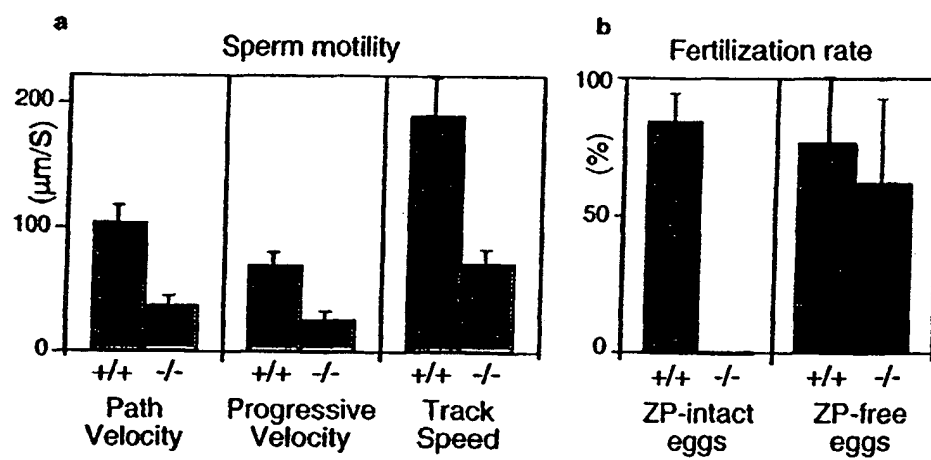 a
Sperm motility
200
(µm/S)
100
0
+/+ -/- +/+ -/- +/+ -/-
Path Velocity
Progressive Velocity
Track Speed
b
Fertilization rate
100
(%)
50
0
+/+ -/- +/+ -/-
ZP-intact eggs
ZP-free eggs